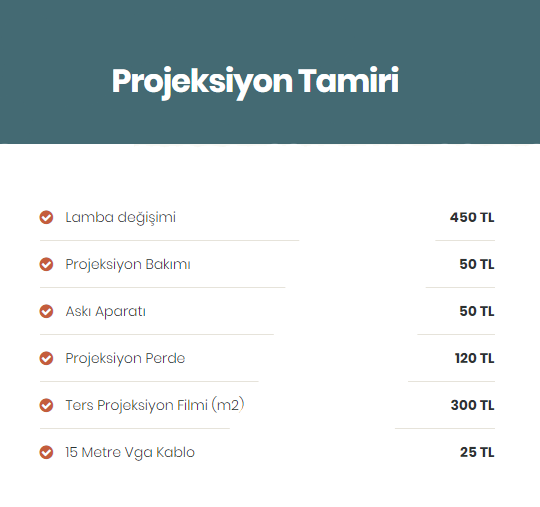 Projeksiyon Tamiri
Lamba değişimi 450 TL
Projeksiyon Bakımı 50 TL
Askı Aparatı 50 TL
Projeksiyon Perde 120 TL
Ters Projeksiyon Filmi (m2) 300 TL
15 Metre Vga Kablo 25 TL